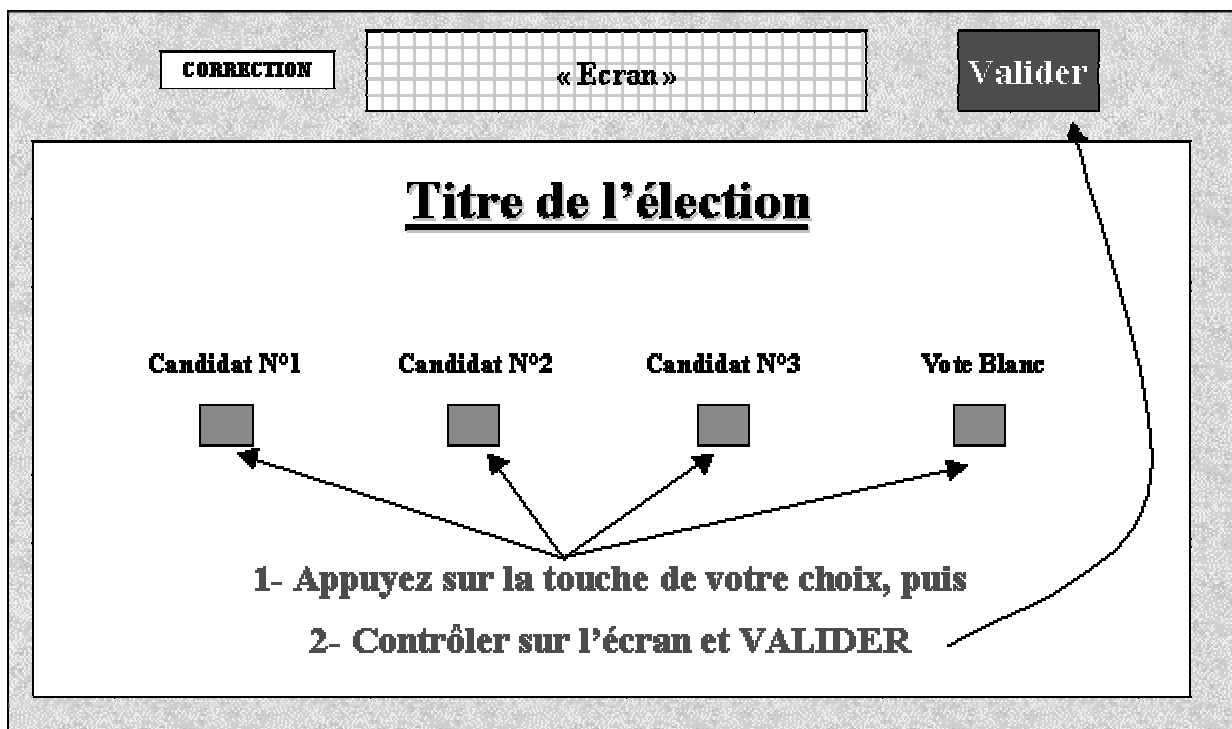 CORRECTION
« Ecran »
Valider
Titre de l’élection
Candidat N°1
Candidat N°2
Candidat N°3
Vote Blanc
1- Appuyez sur la touche de votre choix, puis
2- Contrôler sur l’écran et VALIDER